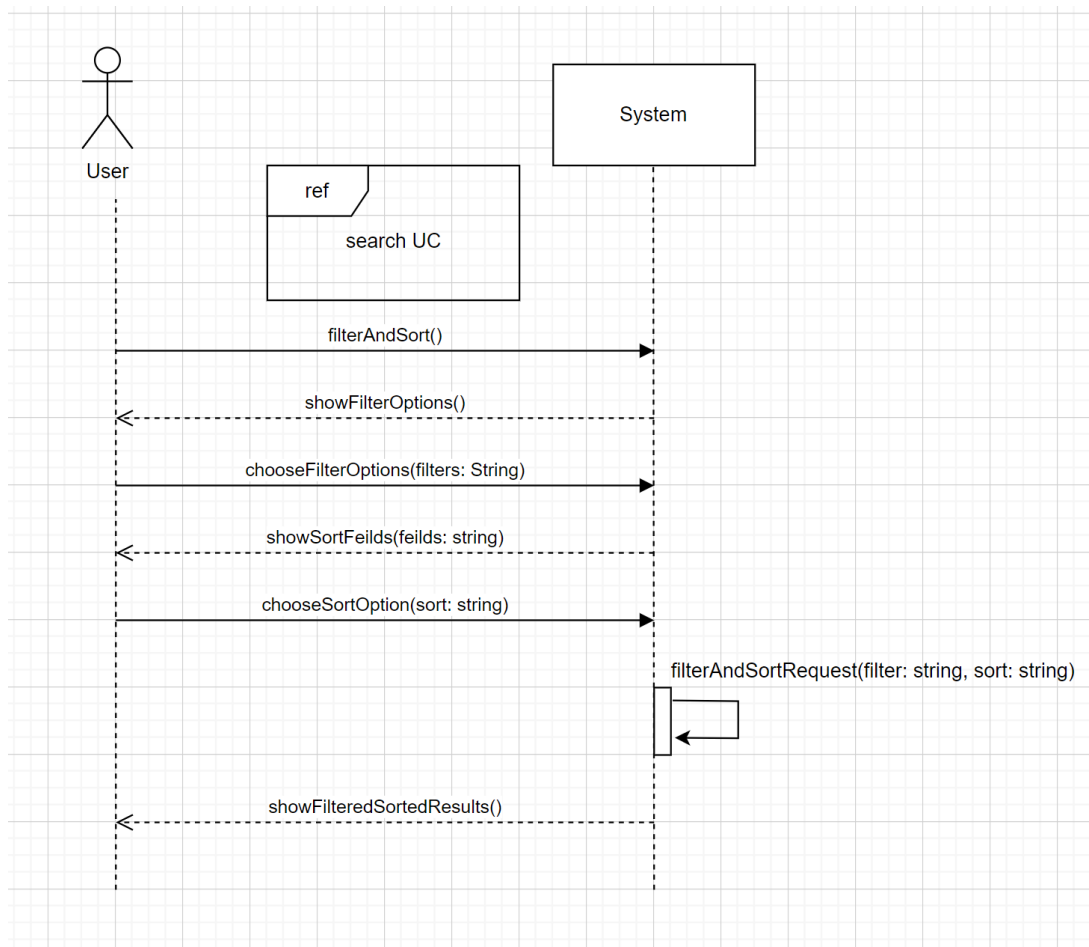 System
User
ref
search UC
filterAndSort()
showFilterOptions()
chooseFilterOptions(filters: String)
showSortFeilds(feilds: string)
chooseSortOption(sort: string)
filterAndSortRequest(filter: string, sort: string)
showFilteredSortedResults()